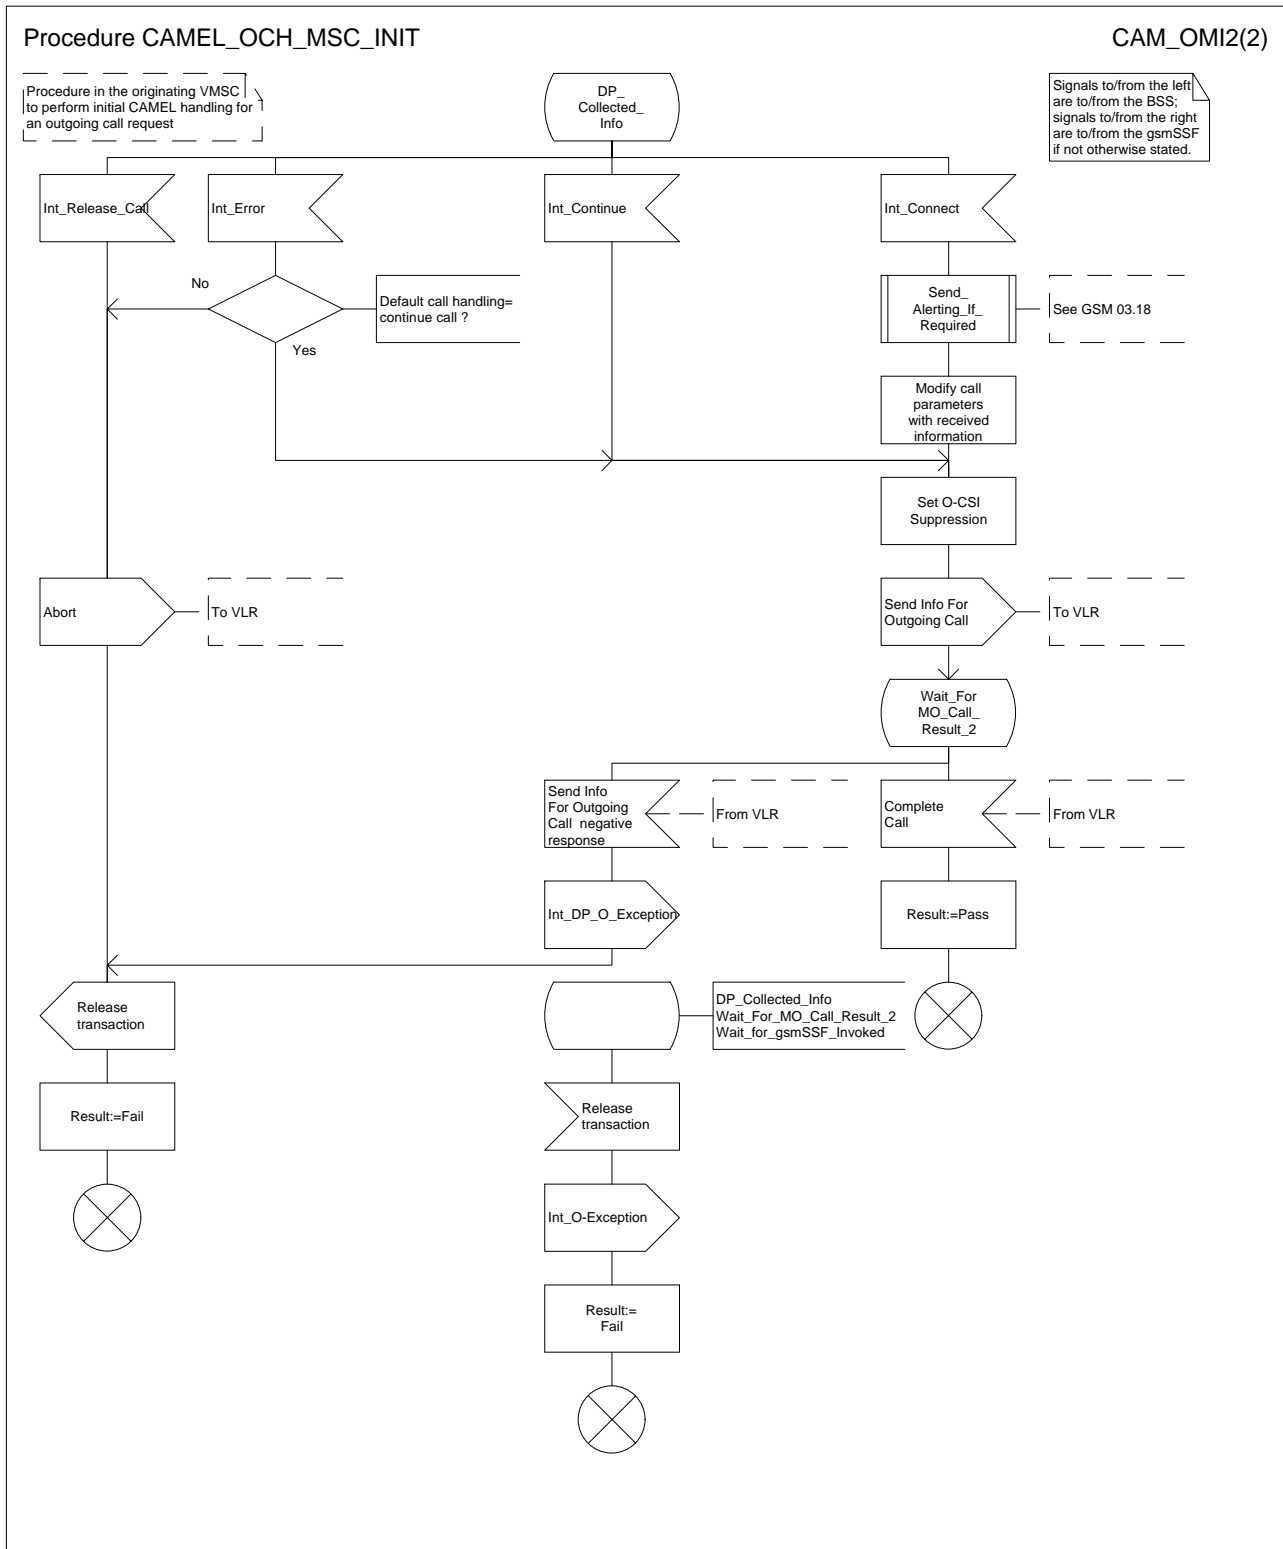 Procedure CAMEL_OCH_MSC_INIT
CAM_OMI2(2)
Procedure in the originating VMSC
to perform initial CAMEL handling for
an outgoing call request
DP_
Collected_
Info
Signals to/from the left
are to/from the BSS;
signals to/from the right
are to/from the gsmSSF
if not otherwise stated.
Int_Release_Call
Int_Error
Int_Continue
Int_Connect
No
Yes
Default call handling=
continue call ?
Send_
Alerting_If_
Required
See GSM 03.18
Modify call
parameters
with received
information
Set O-CSI
Suppression
Abort
To VLR
Send Info For
Outgoing Call
To VLR
Wait_For
MO_Call_
Result_2
Send Info
For Outgoing
Call  negative
response
From VLR
Complete
Call
From VLR
Int_DP_O_Exception
Result:=Pass
Release
transaction
DP_Collected_Info
Wait_For_MO_Call_Result_2
Wait_for_gsmSSF_Invoked
Result:=Fail
Release
transaction
Int_O-Exception
Result:=
Fail